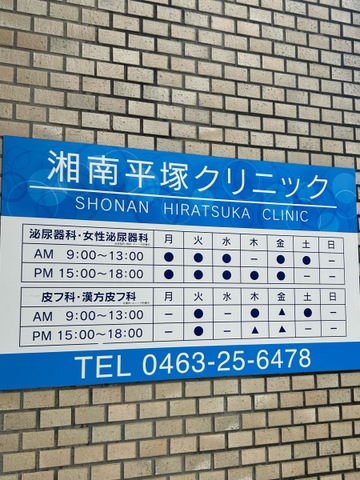 湘南平塚クリニック
SHONAN HIRATSUKA CLINIC
泌尿器科・女性泌尿器科 月 火 水 木 金 土 日
AM 9:00〜13:00 ● ● ● − ● ● −
PM 15:00〜18:00 ● ● ● ● ● − −
皮フ科・漢方皮フ科 月 火 水 木 金 土 日
AM 9:00〜13:00 − ● − ● ▲ ● −
PM 15:00〜18:00 − ● − ▲ ▲ − −
TEL 0463-25-6478